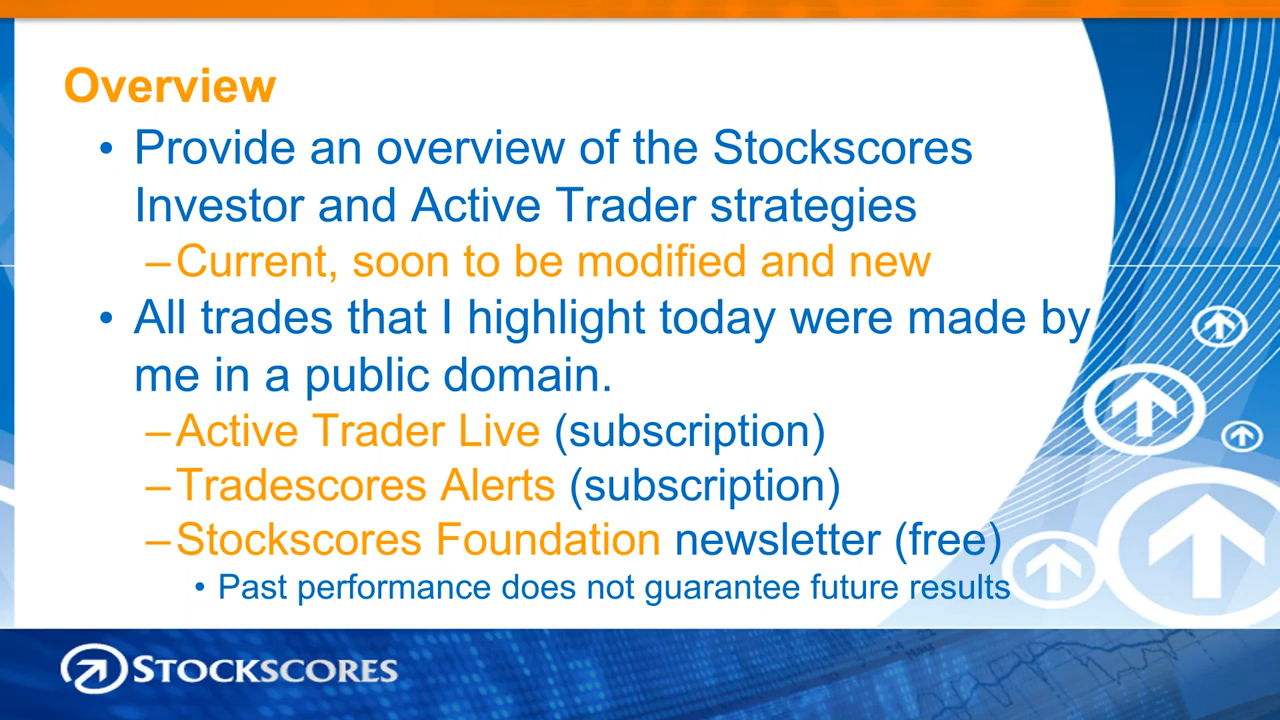 Overview
• Provide an overview of the Stockscores
Investor and Active Trader strategies
–Current, soon to be modified and new
• All trades that I highlight today were made by
me in a public domain.
–Active Trader Live (subscription)
–Tradescores Alerts (subscription)
–Stockscores Foundation newsletter (free)
• Past performance does not guarantee future results
STOCKSCORES